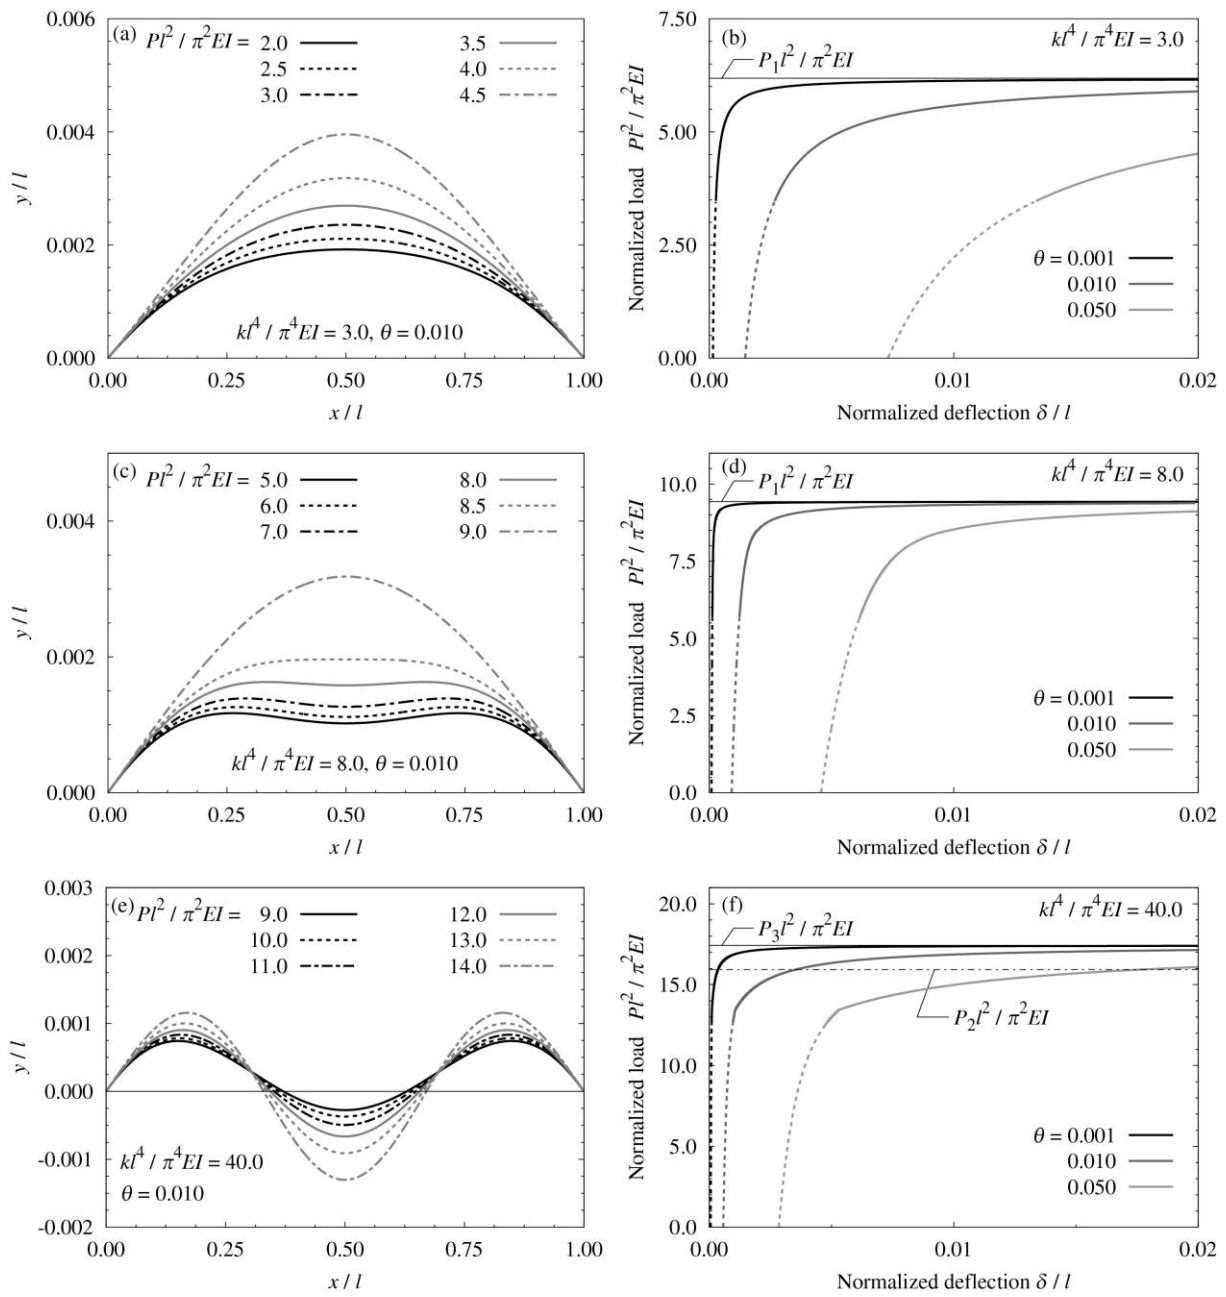 (a) Pl² / π²EI = 2.0 3.5
2.5 4.0
3.0 4.5
0.006
0.004
0.002
0.000
y / l
kl⁴ / π⁴EI = 3.0, θ = 0.010
0.00 0.25 0.50 0.75 1.00
x / l
(b) kl⁴ / π⁴EI = 3.0
P₁l² / π²EI
7.50
5.00
2.50
0.00
Normalized load Pl² / π²EI
θ = 0.001
0.010
0.050
0.00 0.01 0.02
Normalized deflection δ / l
(c) Pl² / π²EI = 5.0 8.0
6.0 8.5
7.0 9.0
0.004
0.002
0.000
y / l
kl⁴ / π⁴EI = 8.0, θ = 0.010
0.00 0.25 0.50 0.75 1.00
x / l
(d) kl⁴ / π⁴EI = 8.0
P₁l² / π²EI
10.0
7.5
5.0
2.5
0.0
Normalized load Pl² / π²EI
θ = 0.001
0.010
0.050
0.00 0.01 0.02
Normalized deflection δ / l
(e) Pl² / π²EI = 9.0 12.0
10.0 13.0
11.0 14.0
0.003
0.002
0.001
0.000
-0.001
-0.002
y / l
kl⁴ / π⁴EI = 40.0
θ = 0.010
0.00 0.25 0.50 0.75 1.00
x / l
(f) kl⁴ / π⁴EI = 40.0
P₃l² / π²EI
P₂l² / π²EI
20.0
15.0
10.0
5.0
0.0
Normalized load Pl² / π²EI
θ = 0.001
0.010
0.050
0.00 0.01 0.02
Normalized deflection δ / l